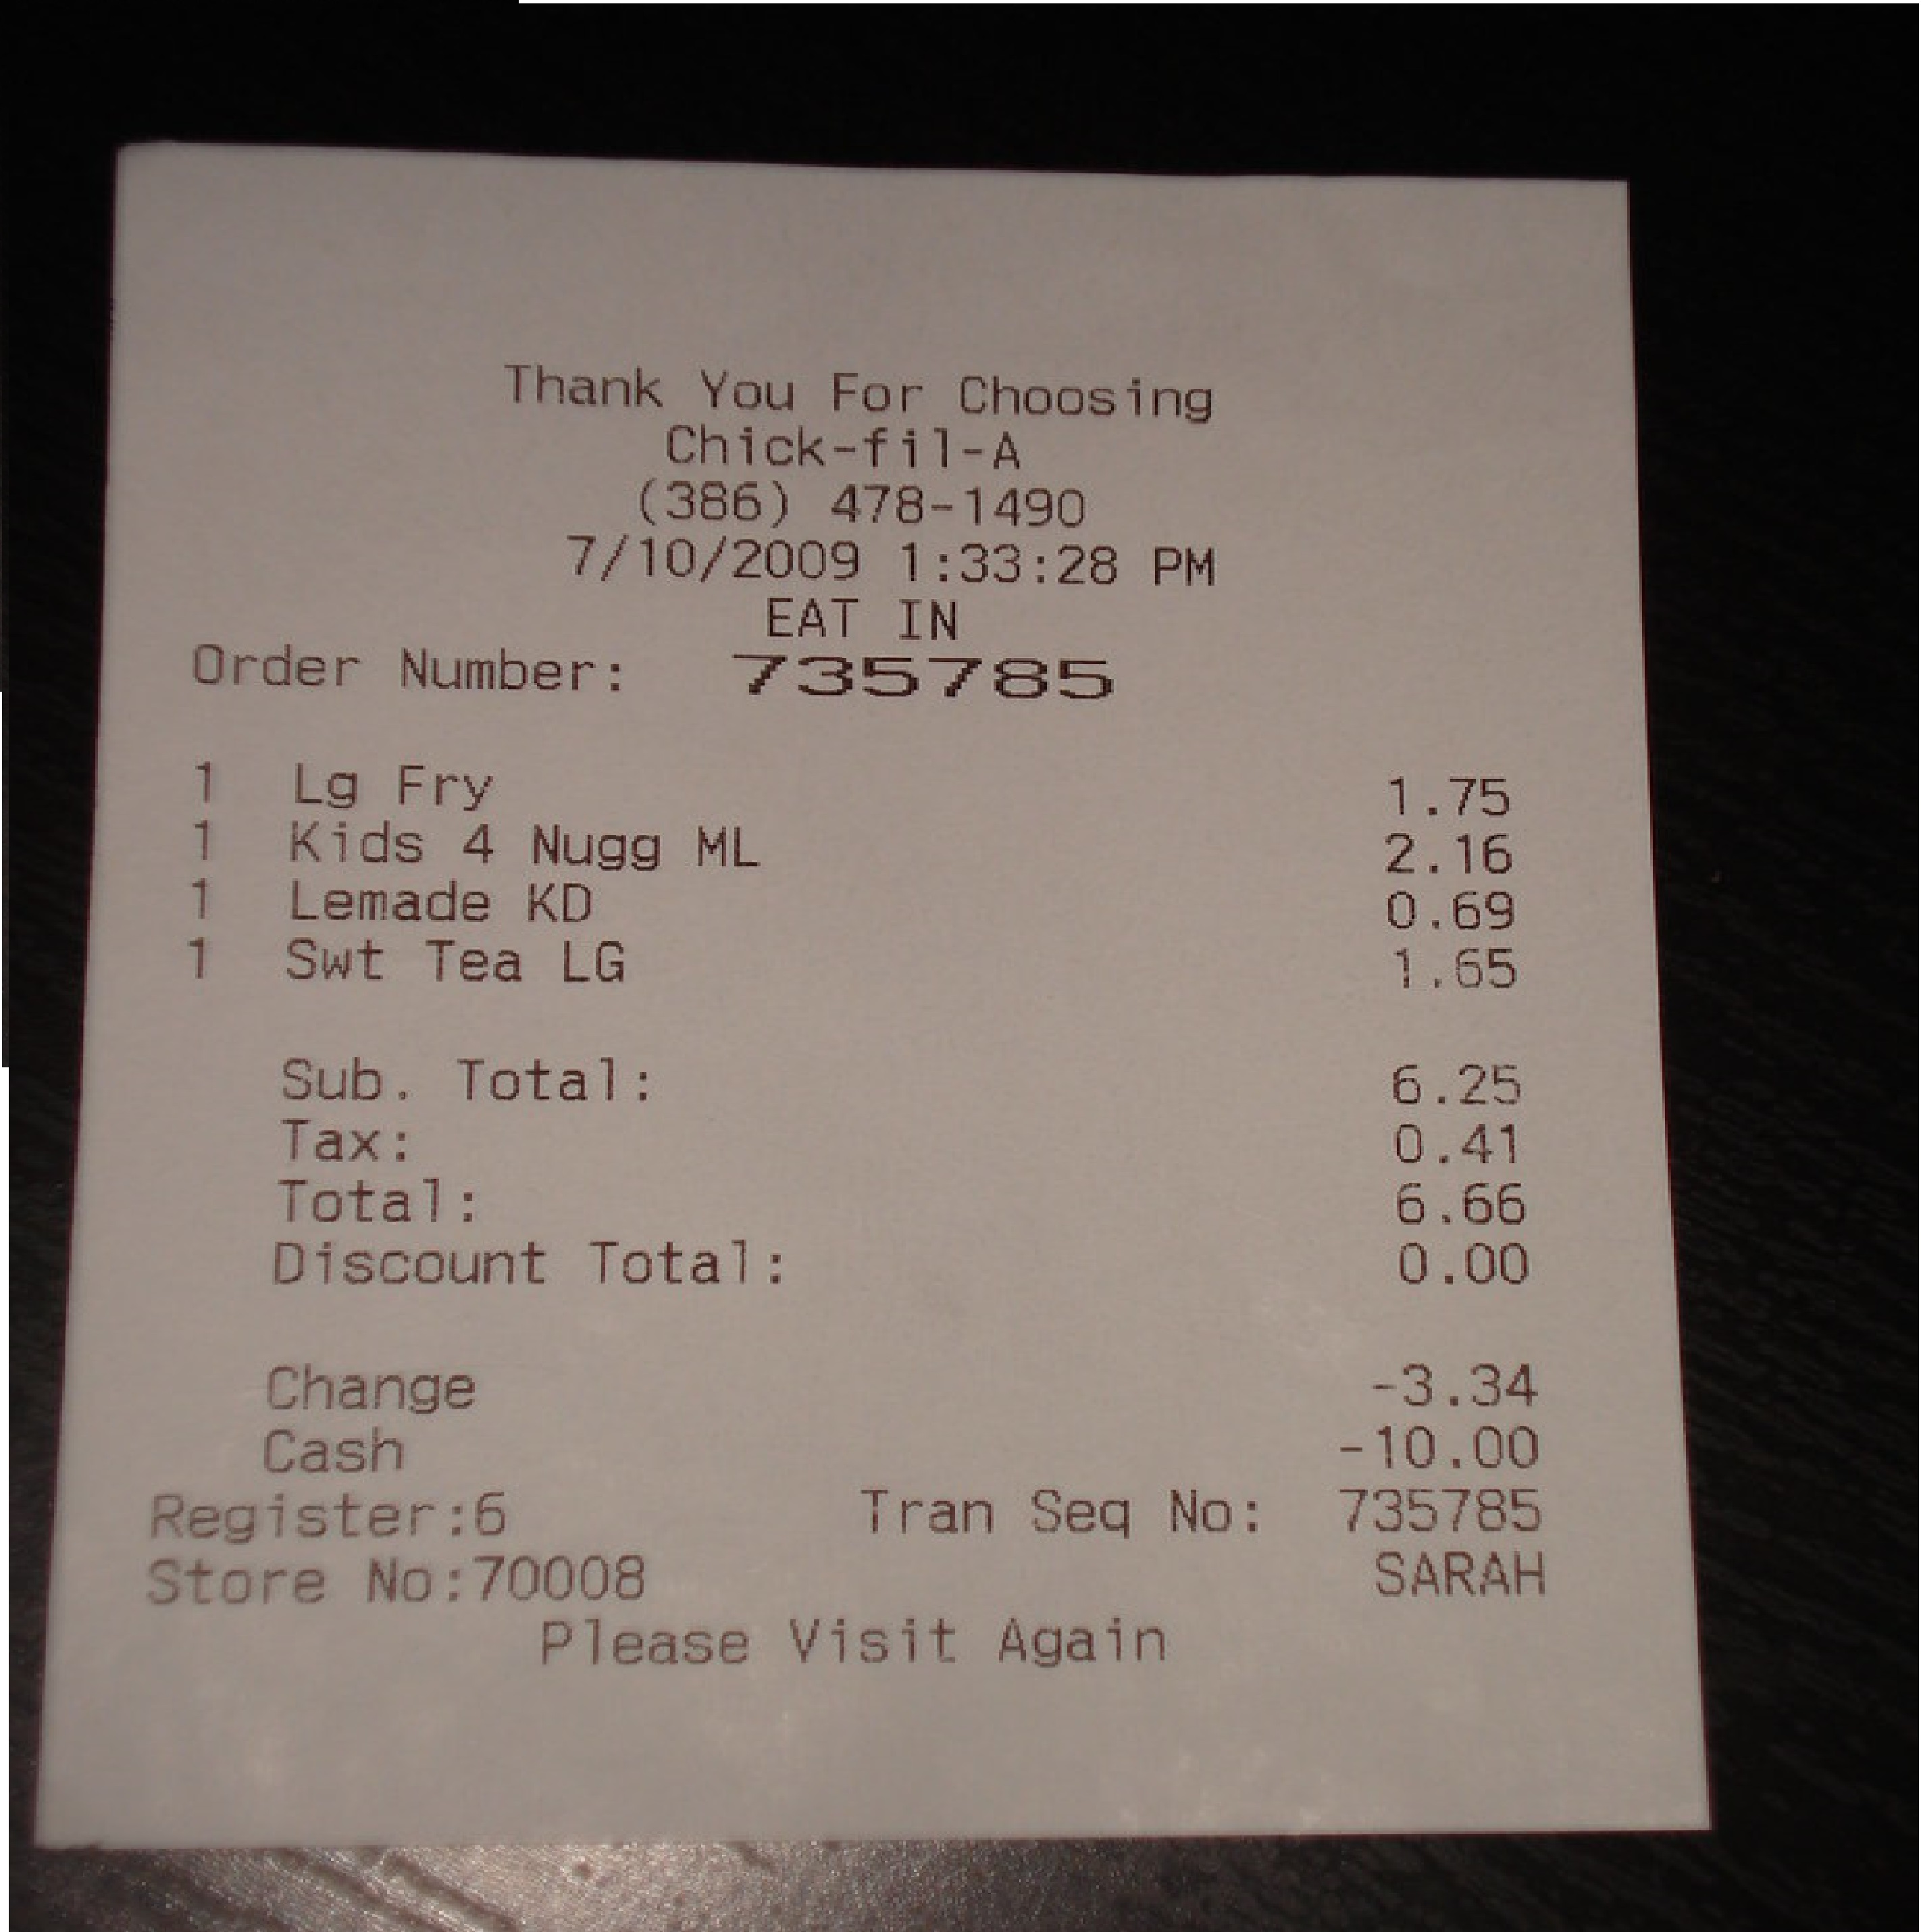 Thank You For Choosing
Chick-fil-A
(386) 478-1490
7/10/2009 1:33:28 PM
EAT IN
Order Number: 735785
1 Lg Fry 1.75
1 Kids 4 Nugg ML 2.16
1 Lemade KD 0.69
1 Swt Tea LG 1.65
Sub. Total: 6.25
Tax: 0.41
Total: 6.66
Discount Total: 0.00
Change -3.34
Cash -10.00
Register:6 Tran Seq No: 735785
Store No:70008 SARAH
Please Visit Again